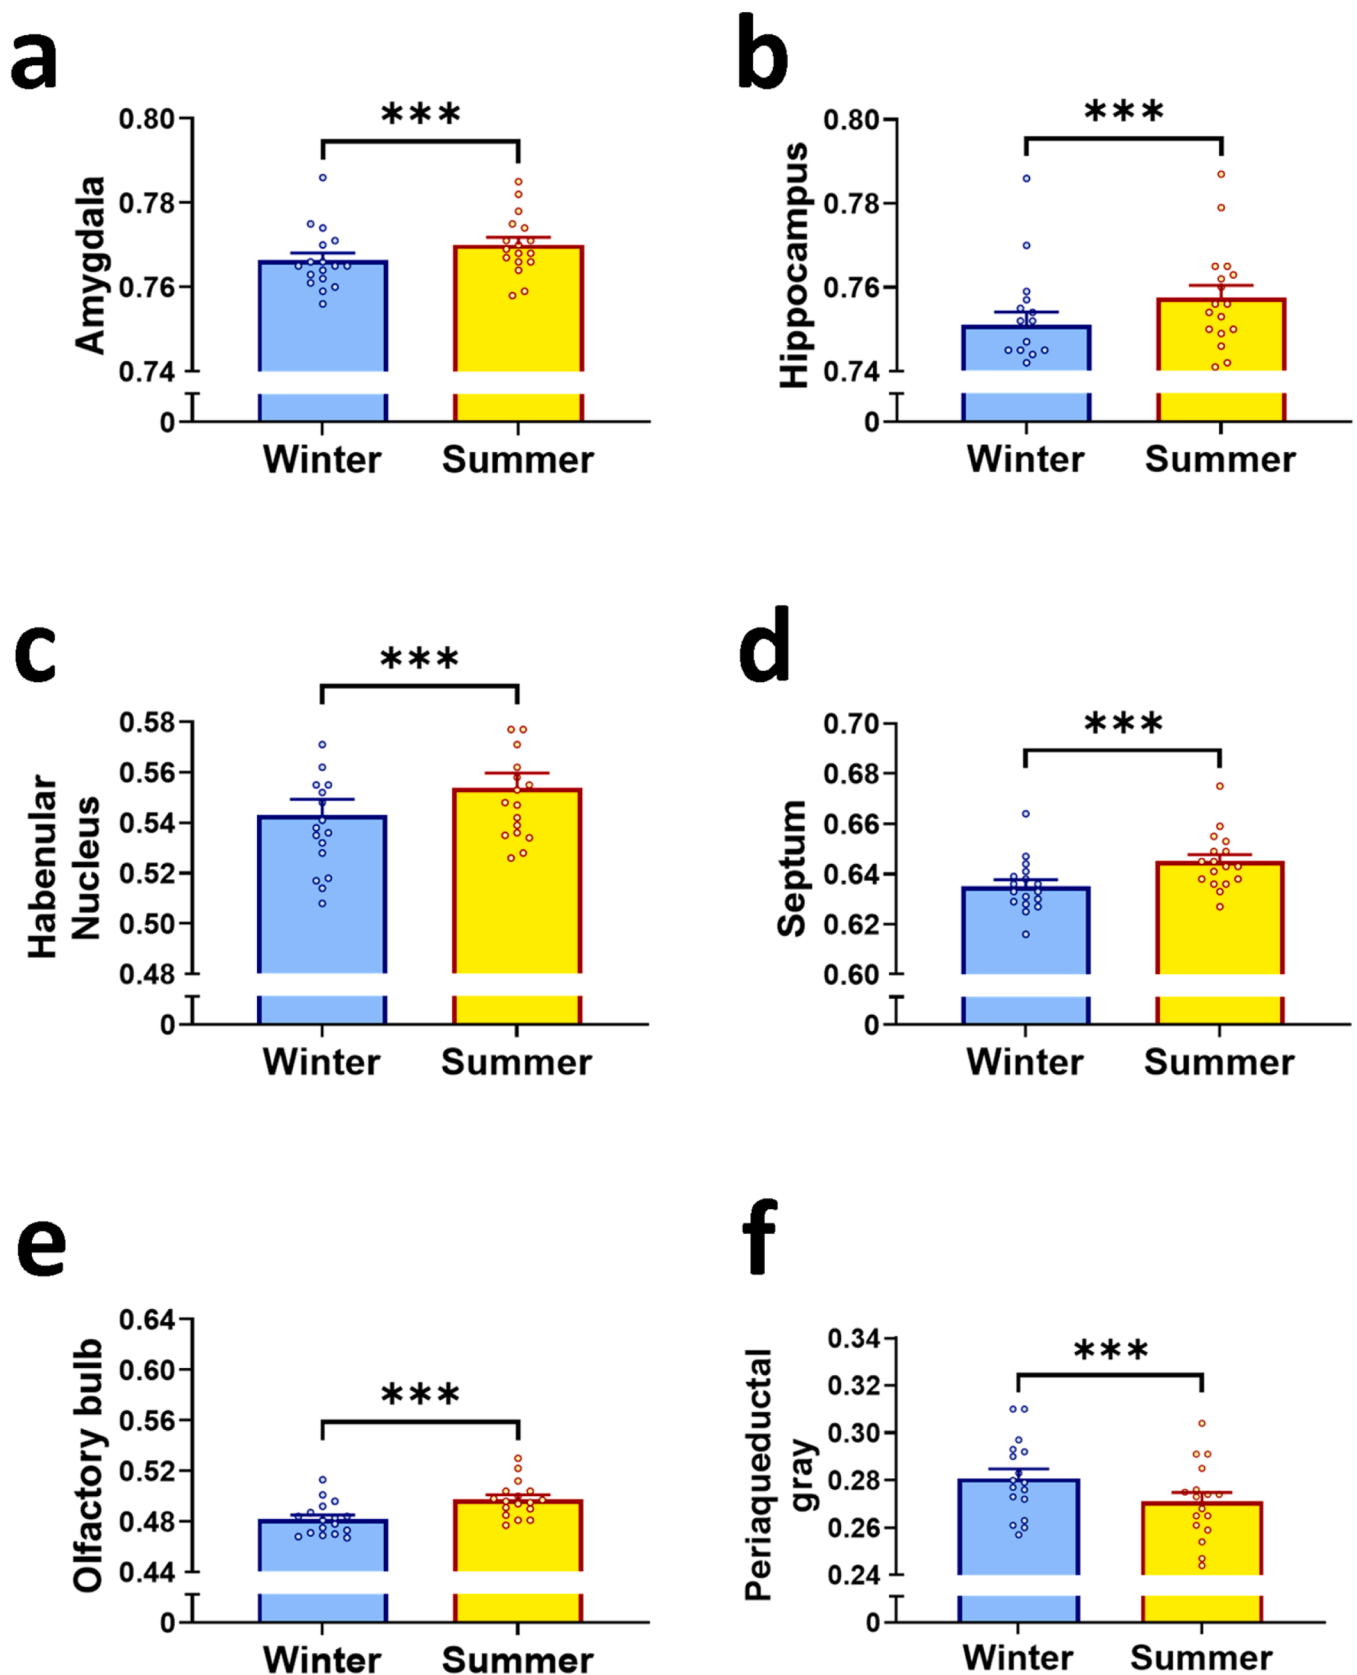 a
b
***
***
0.80
0.78
0.76
0.74
0
Amygdala
Winter Summer
0.80
0.78
0.76
0.74
0
Hippocampus
Winter Summer
c
d
***
***
0.58
0.56
0.54
0.52
0.50
0.48
0
Habenular
Nucleus
Winter Summer
0.70
0.68
0.66
0.64
0.62
0.60
0
Septum
Winter Summer
e
f
***
***
0.64
0.60
0.56
0.52
0.48
0.44
0
Olfactory bulb
Winter Summer
0.34
0.32
0.30
0.28
0.26
0.24
0
Periaqueductal
gray
Winter Summer